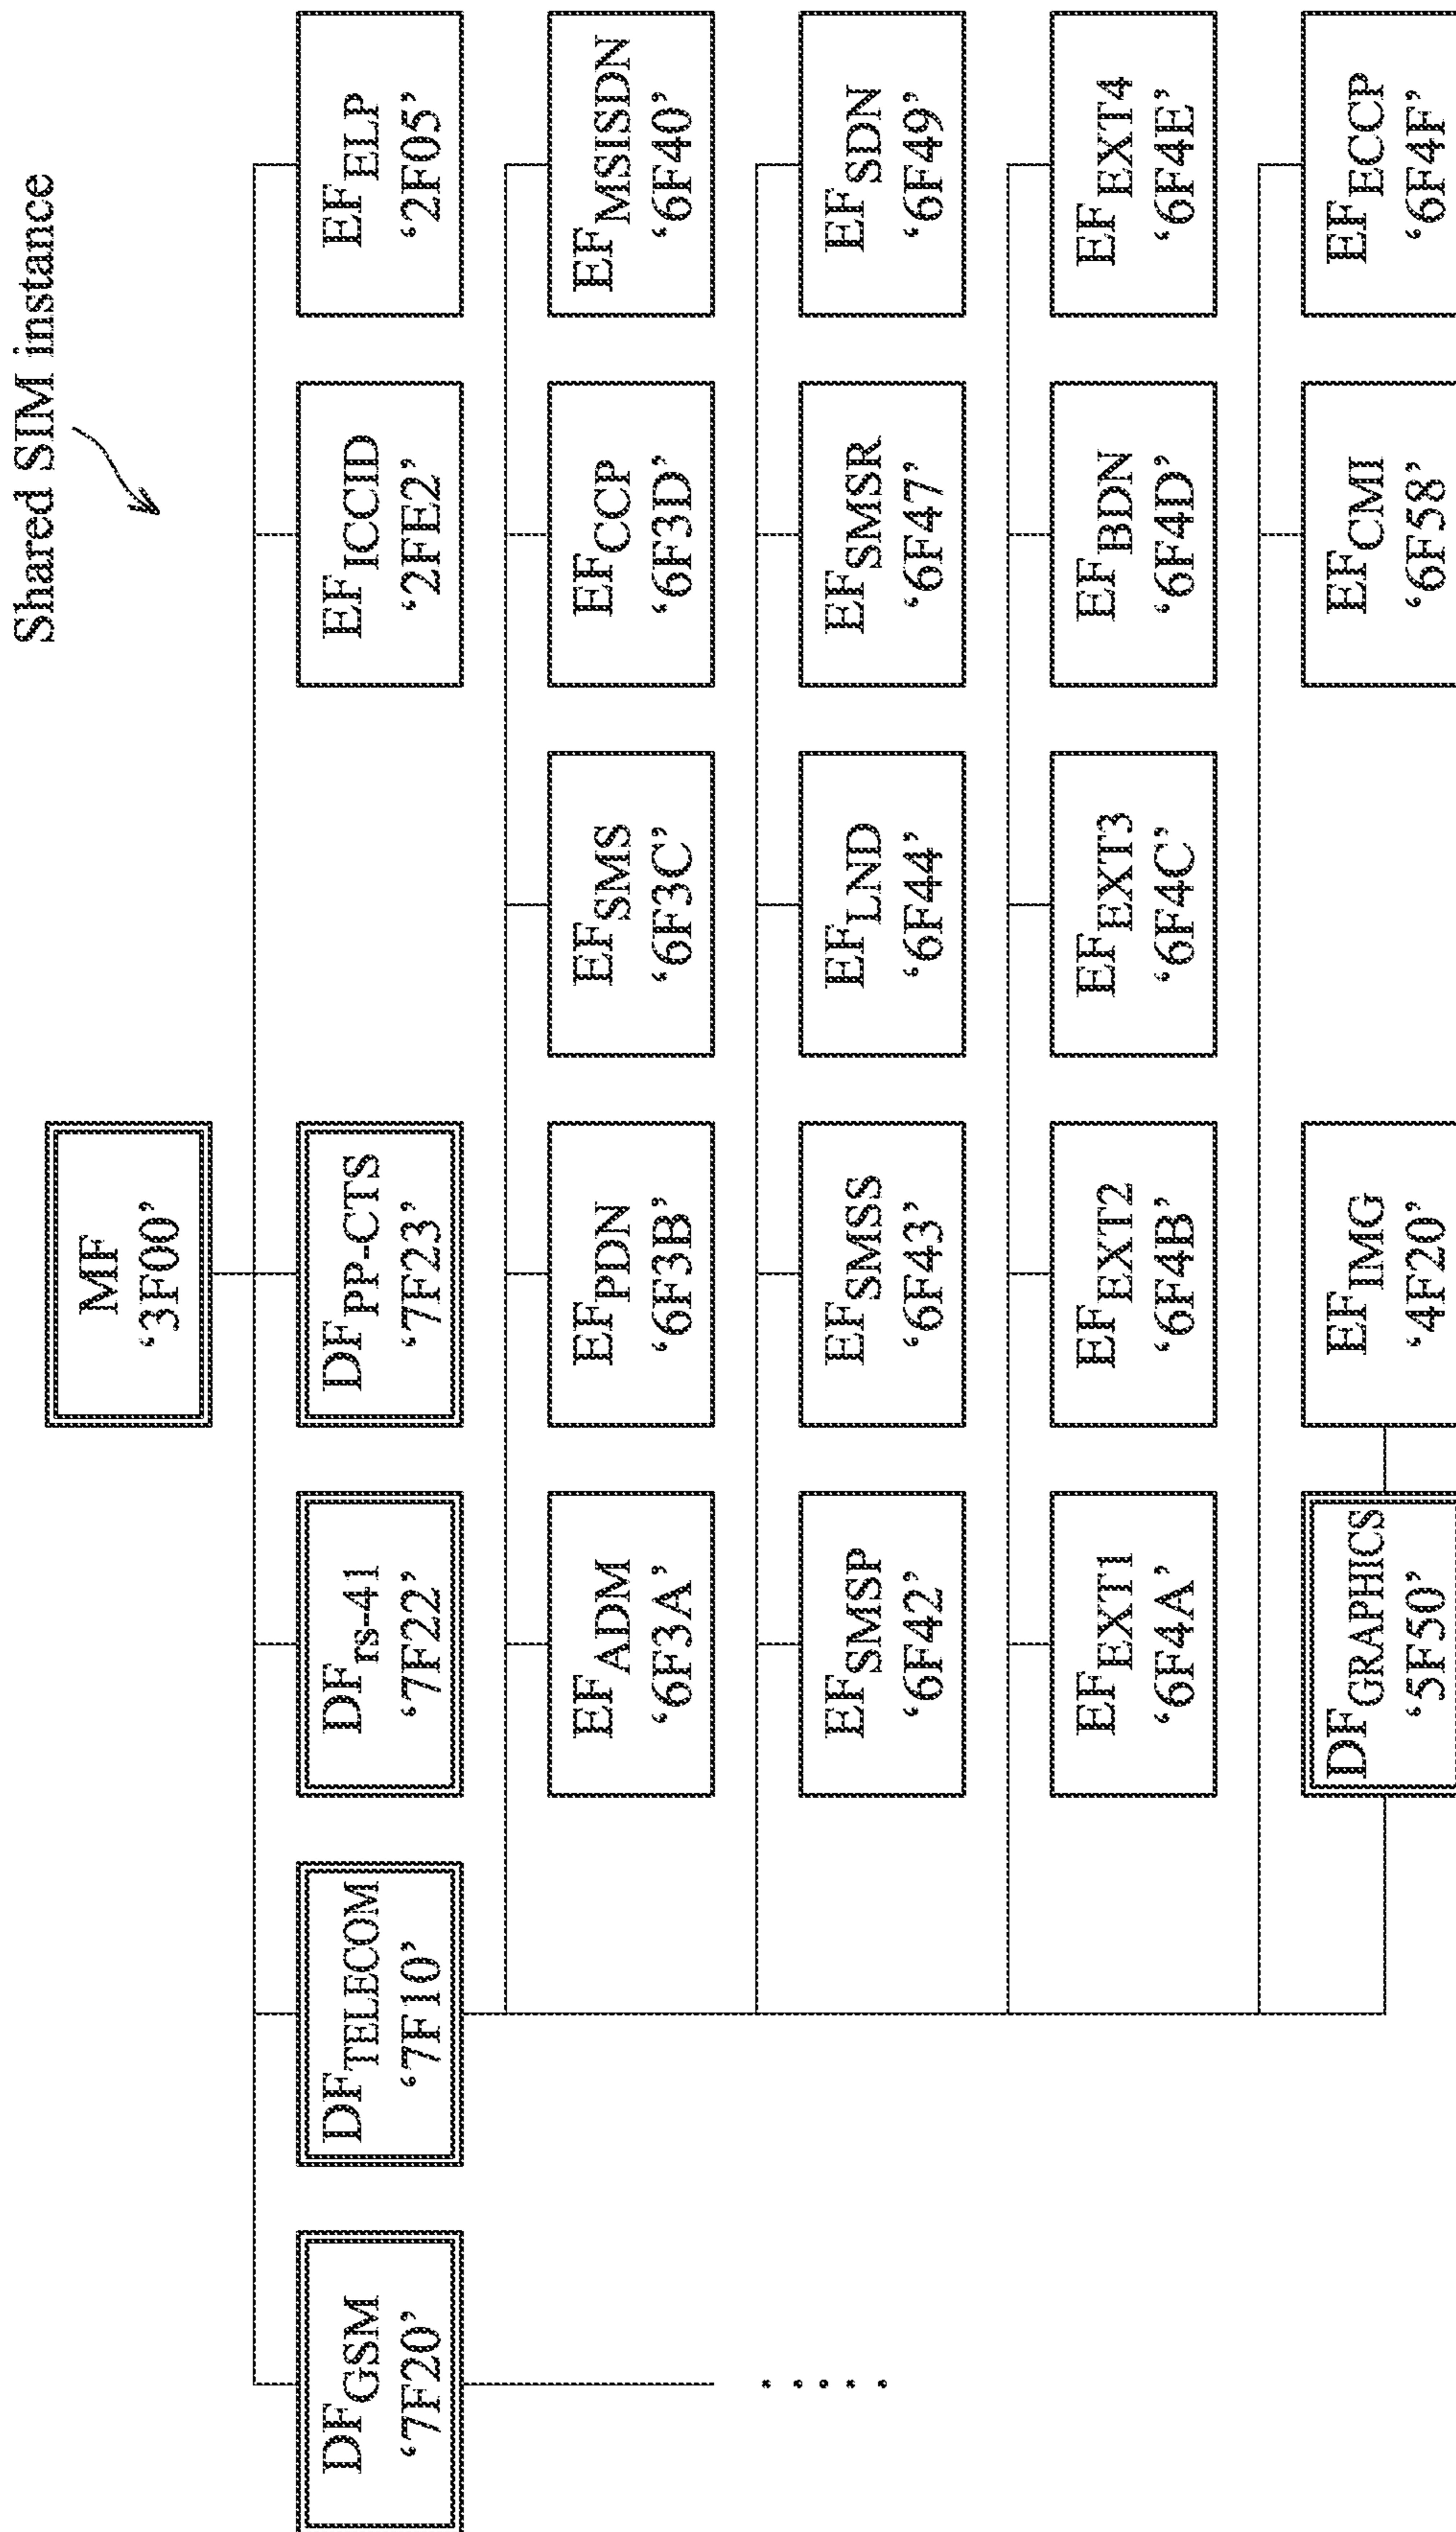 Shared SIM instance
MF
‘3F00’
DFGSM
‘7F20’
DFTELECOM
‘7F10’
DFrs-41
‘7F22’
DFPP-CTS
‘7F23’
EFICCID
‘2FE2’
EFELP
‘2F05’
EFADM
‘6F3A’
EFPDN
‘6F3B’
EFSMS
‘6F3C’
EFCCP
‘6F3D’
EFMSISDN
‘6F40’
EFSMSP
‘6F42’
EFSMSS
‘6F43’
EFLND
‘6F44’
EFSMSR
‘6F47’
EFSDN
‘6F49’
EFEXT1
‘6F4A’
EFEXT2
‘6F4B’
EFEXT3
‘6F4C’
EFBDN
‘6F4D’
EFEXT4
‘6F4E’
DFGRAPHICS
‘5F50’
EFIMG
‘4F20’
EFCMI
‘6F58’
EFECCP
‘6F4F’